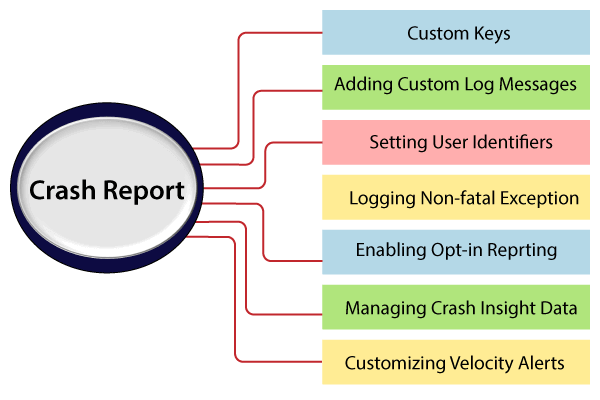 Crash Report
Custom Keys
Adding Custom Log Messages
Setting User Identifiers
Logging Non-fatal Exception
Enabling Opt-in Reprting
Managing Crash Insight Data
Customizing Velocity Alerts